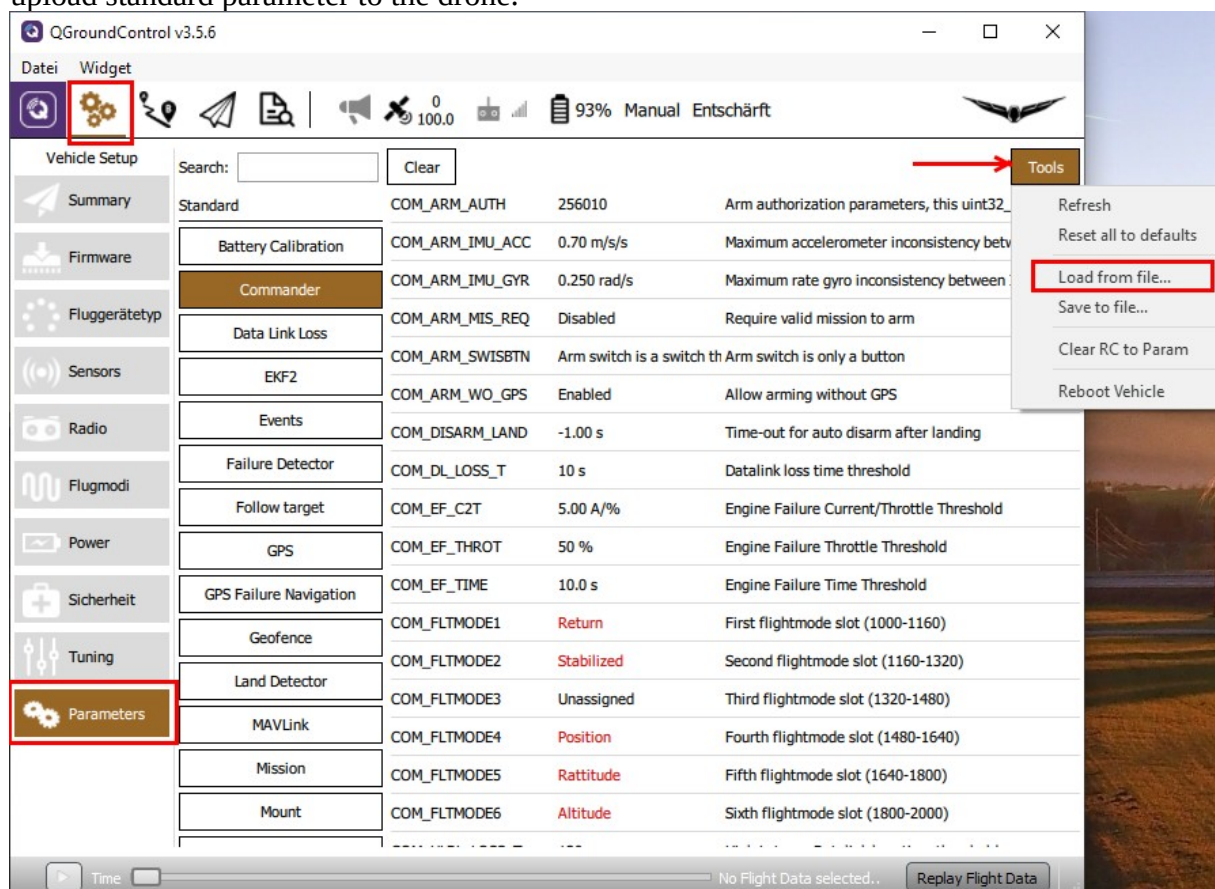 upload standard parameter to the drone.
QGroundControl v3.5.6
Datei Widget
0
100.0
93% Manual Entschärft
Vehicle Setup
Search:
Clear
Tools
Summary
Firmware
Fluggerätetyp
Sensors
Radio
Flugmodi
Power
Sicherheit
Tuning
Parameters
Standard
Battery Calibration
Commander
Data Link Loss
EKF2
Events
Failure Detector
Follow target
GPS
GPS Failure Navigation
Geofence
Land Detector
MAVLink
Mission
Mount
COM_ARM_AUTH 256010 Arm authorization parameters, this uint32_
COM_ARM_IMU_ACC 0.70 m/s/s Maximum accelerometer inconsistency betw
COM_ARM_IMU_GYR 0.250 rad/s Maximum rate gyro inconsistency between
COM_ARM_MIS_REQ Disabled Require valid mission to arm
COM_ARM_SWISBTN Arm switch is a switch th Arm switch is only a button
COM_ARM_WO_GPS Enabled Allow arming without GPS
COM_DISARM_LAND -1.00 s Time-out for auto disarm after landing
COM_DL_LOSS_T 10 s Datalink loss time threshold
COM_EF_C2T 5.00 A/% Engine Failure Current/Throttle Threshold
COM_EF_THROT 50 % Engine Failure Throttle Threshold
COM_EF_TIME 10.0 s Engine Failure Time Threshold
COM_FLTMODE1 Return First flightmode slot (1000-1160)
COM_FLTMODE2 Stabilized Second flightmode slot (1160-1320)
COM_FLTMODE3 Unassigned Third flightmode slot (1320-1480)
COM_FLTMODE4 Position Fourth flightmode slot (1480-1640)
COM_FLTMODE5 Rattitude Fifth flightmode slot (1640-1800)
COM_FLTMODE6 Altitude Sixth flightmode slot (1800-2000)
Refresh
Reset all to defaults
Load from file...
Save to file...
Clear RC to Param
Reboot Vehicle
Time
No Flight Data selected..
Replay Flight Data